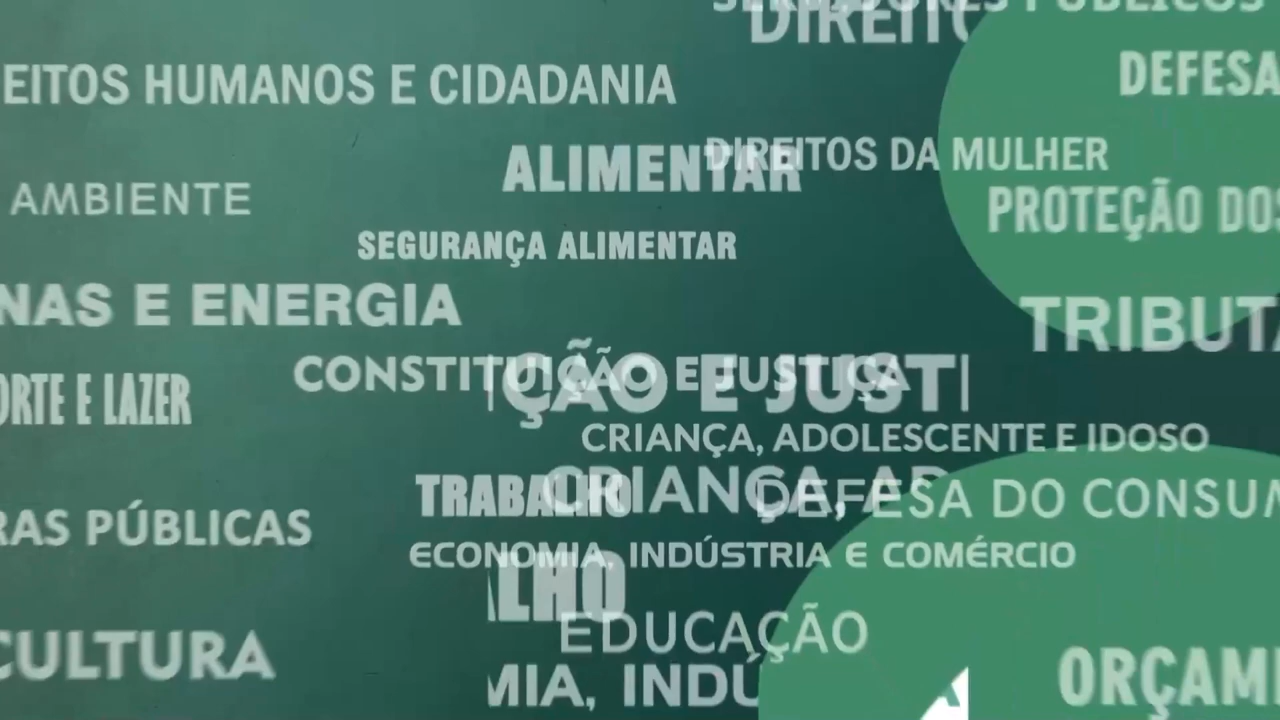 SERVIDORES PÚBLICOS
DIREITO
EITOS HUMANOS E CIDADANIA
DEFESA
ALIMENTAR
DIREITOS DA MULHER
AMBIENTE
PROTEÇÃO DOS
SEGURANÇA ALIMENTAR
NAS E ENERGIA
TRIBUTA
CONSTITUIÇÃO E JUSTIÇA
ÇÃO E JUST
ORTE E LAZER
CRIANÇA, ADOLESCENTE E IDOSO
TRABALHO
CRIANÇA, AD
DEFESA DO CONSUM
RAS PÚBLICAS
ECONOMIA, INDÚSTRIA E COMÉRCIO
LHO
EDUCAÇÃO
CULTURA
MIA, INDÚ
ORÇAM